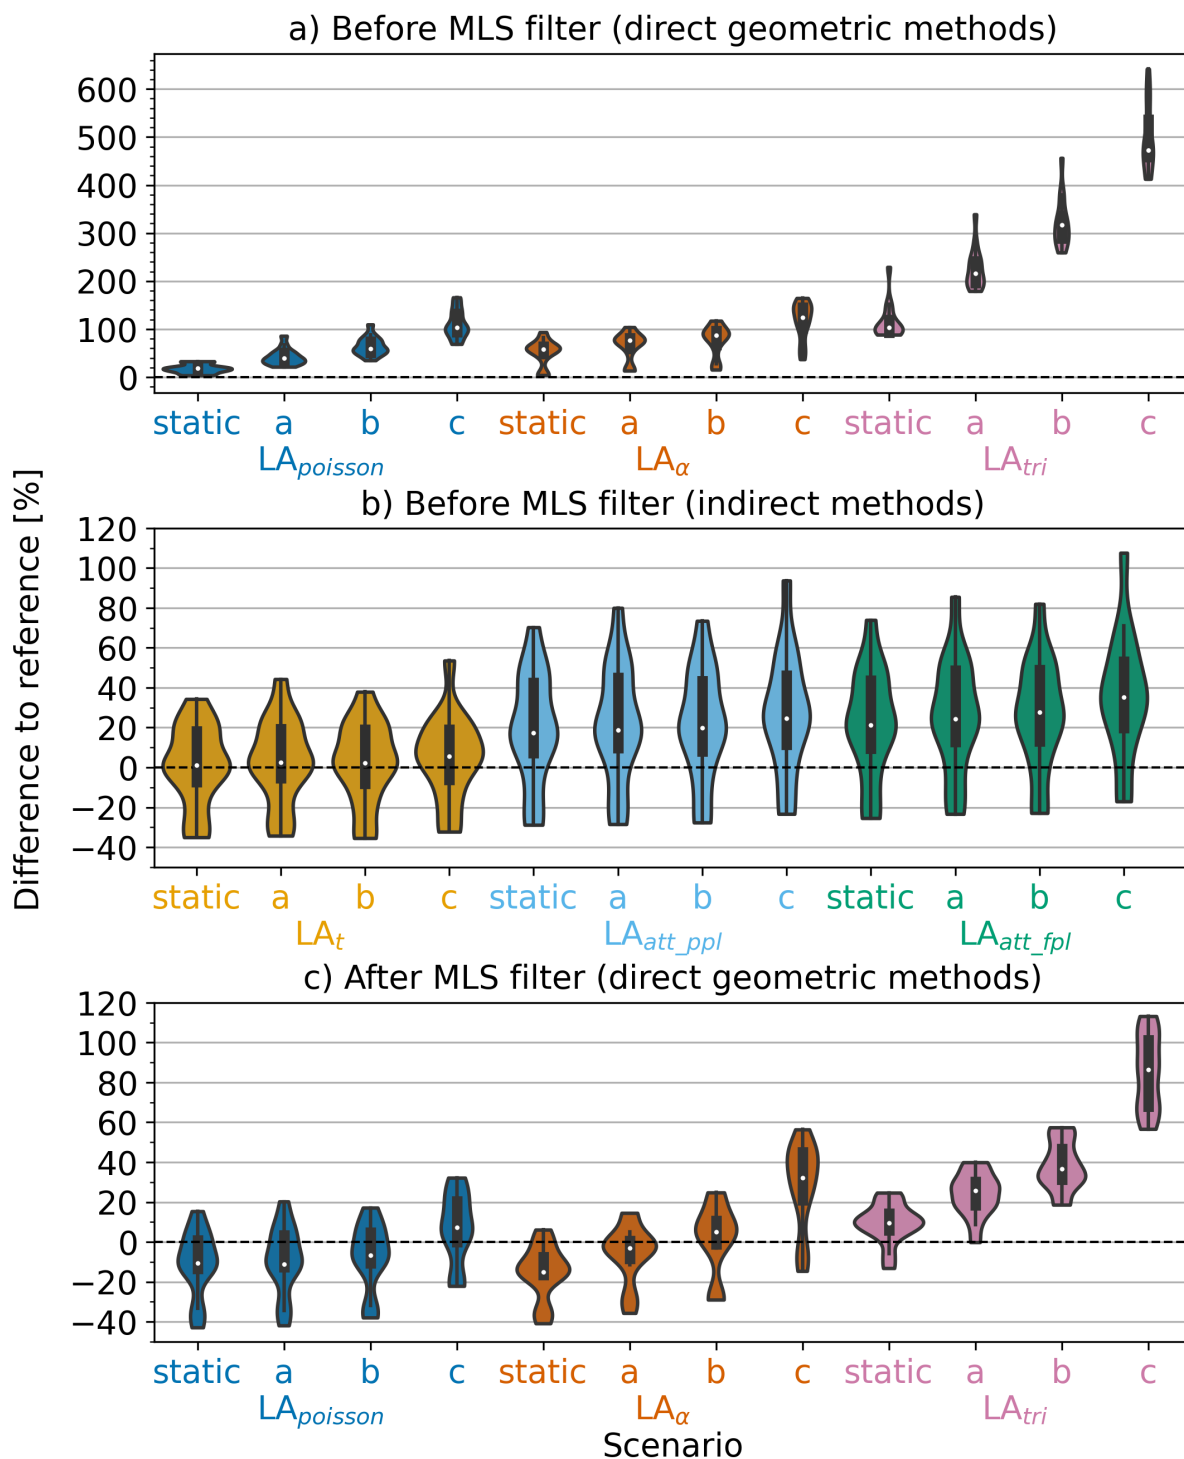 a) Before MLS filter (direct geometric methods)
600
500
400
300
200
100
0
static a b c static a b c static a b c
LApoisson LAα LAtri
Difference to reference [%]
b) Before MLS filter (indirect methods)
120
100
80
60
40
20
0
−20
−40
static a b c static a b c static a b c
LAt LAatt_ppl LAatt_fpl
c) After MLS filter (direct geometric methods)
120
100
80
60
40
20
0
−20
−40
static a b c static a b c static a b c
LApoisson LAα LAtri
Scenario